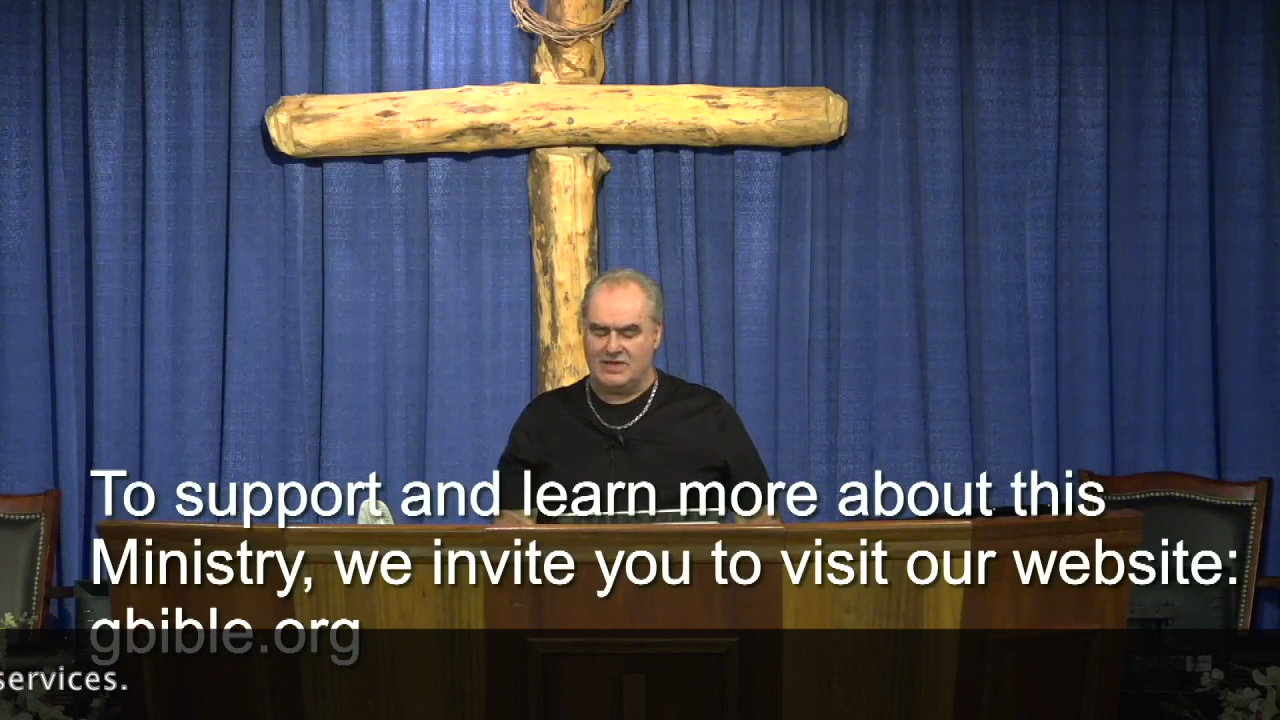 To support and learn more about this
Ministry, we invite you to visit our website:
gbible.org
services.